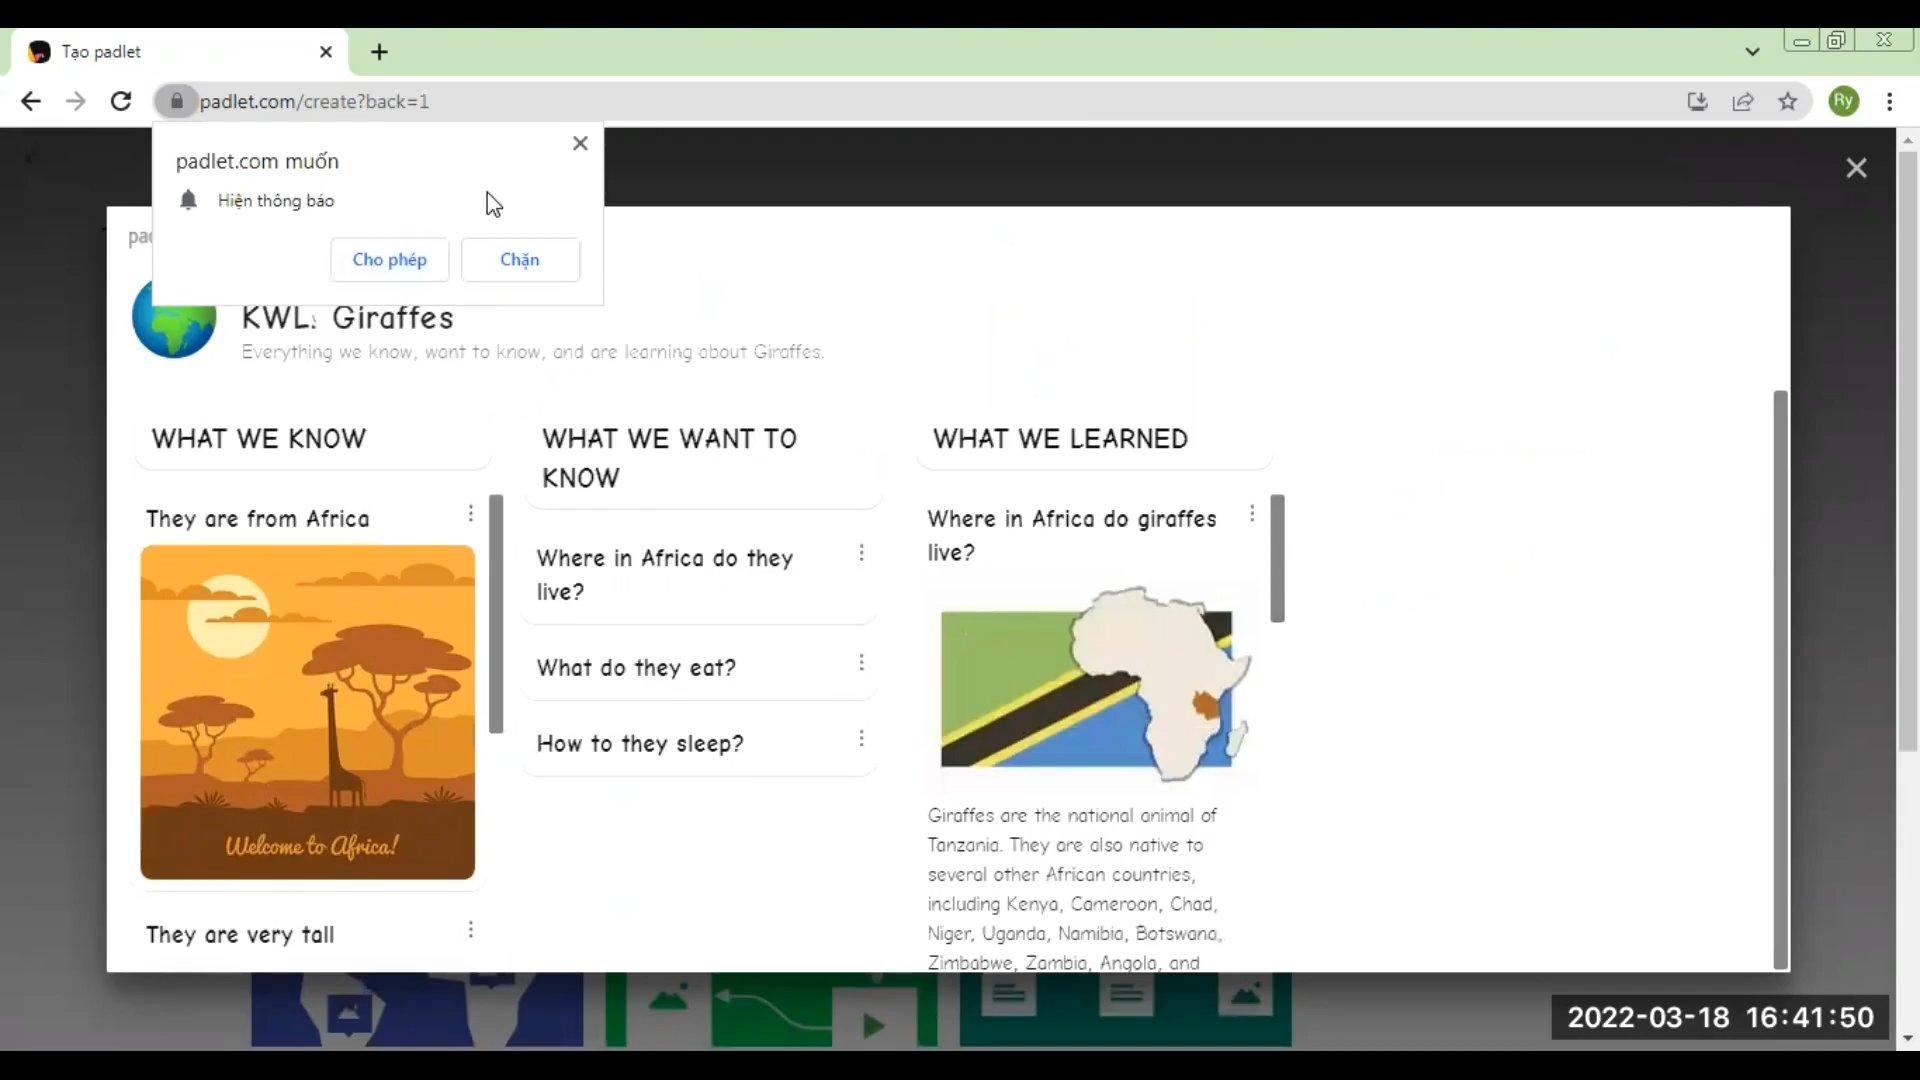 Tạo padlet
padlet.com/create?back=1
Ry
padlet.com muốn
Hiện thông báo
Cho phép
Chặn
KWL: Giraffes
Everything we know, want to know, and are learning about Giraffes.
WHAT WE KNOW
They are from Africa
Welcome to Africa!
They are very tall
WHAT WE WANT TO
KNOW
Where in Africa do they
live?
What do they eat?
How to they sleep?
WHAT WE LEARNED
Where in Africa do giraffes
live?
Giraffes are the national animal of
Tanzania. They are also native to
several other African countries,
including Kenya, Cameroon, Chad,
Niger, Uganda, Namibia, Botswana,
Zimbabwe, Zambia, Angola, and
2022-03-18 16:41:50